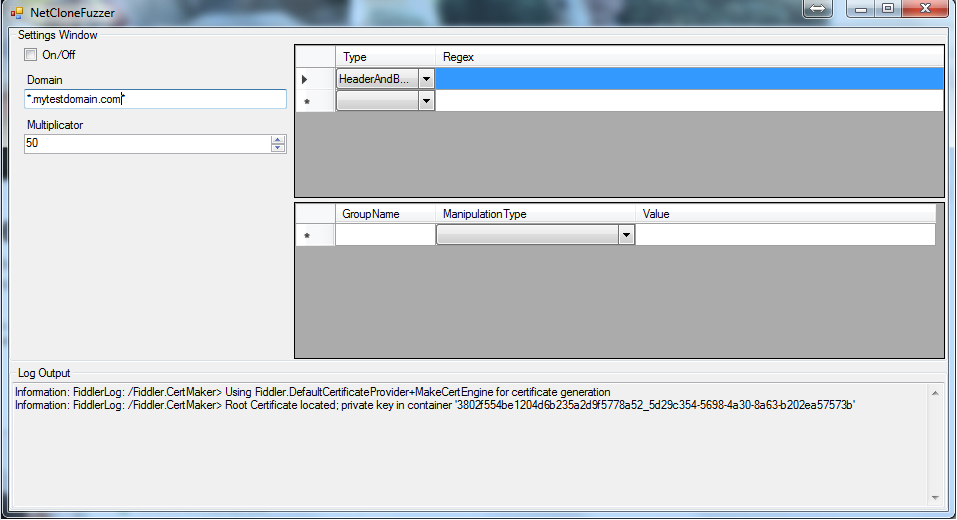 NetCloneFuzzer
Settings Window
On/Off
Domain
*.mytestdomain.com*
Multiplicator
50
Type Regex
HeaderAndB...
*
GroupName ManipulationType Value
*
Log Output
Information: FiddlerLog: /Fiddler.CertMaker> Using Fiddler.DefaultCertificateProvider+MakeCertEngine for certificate generation
Information: FiddlerLog: /Fiddler.CertMaker> Root Certificate located; private key in container '3802f554be1204d6b235a2d9f5778a52_5d29c354-5698-4a30-8a63-b202ea57573b'